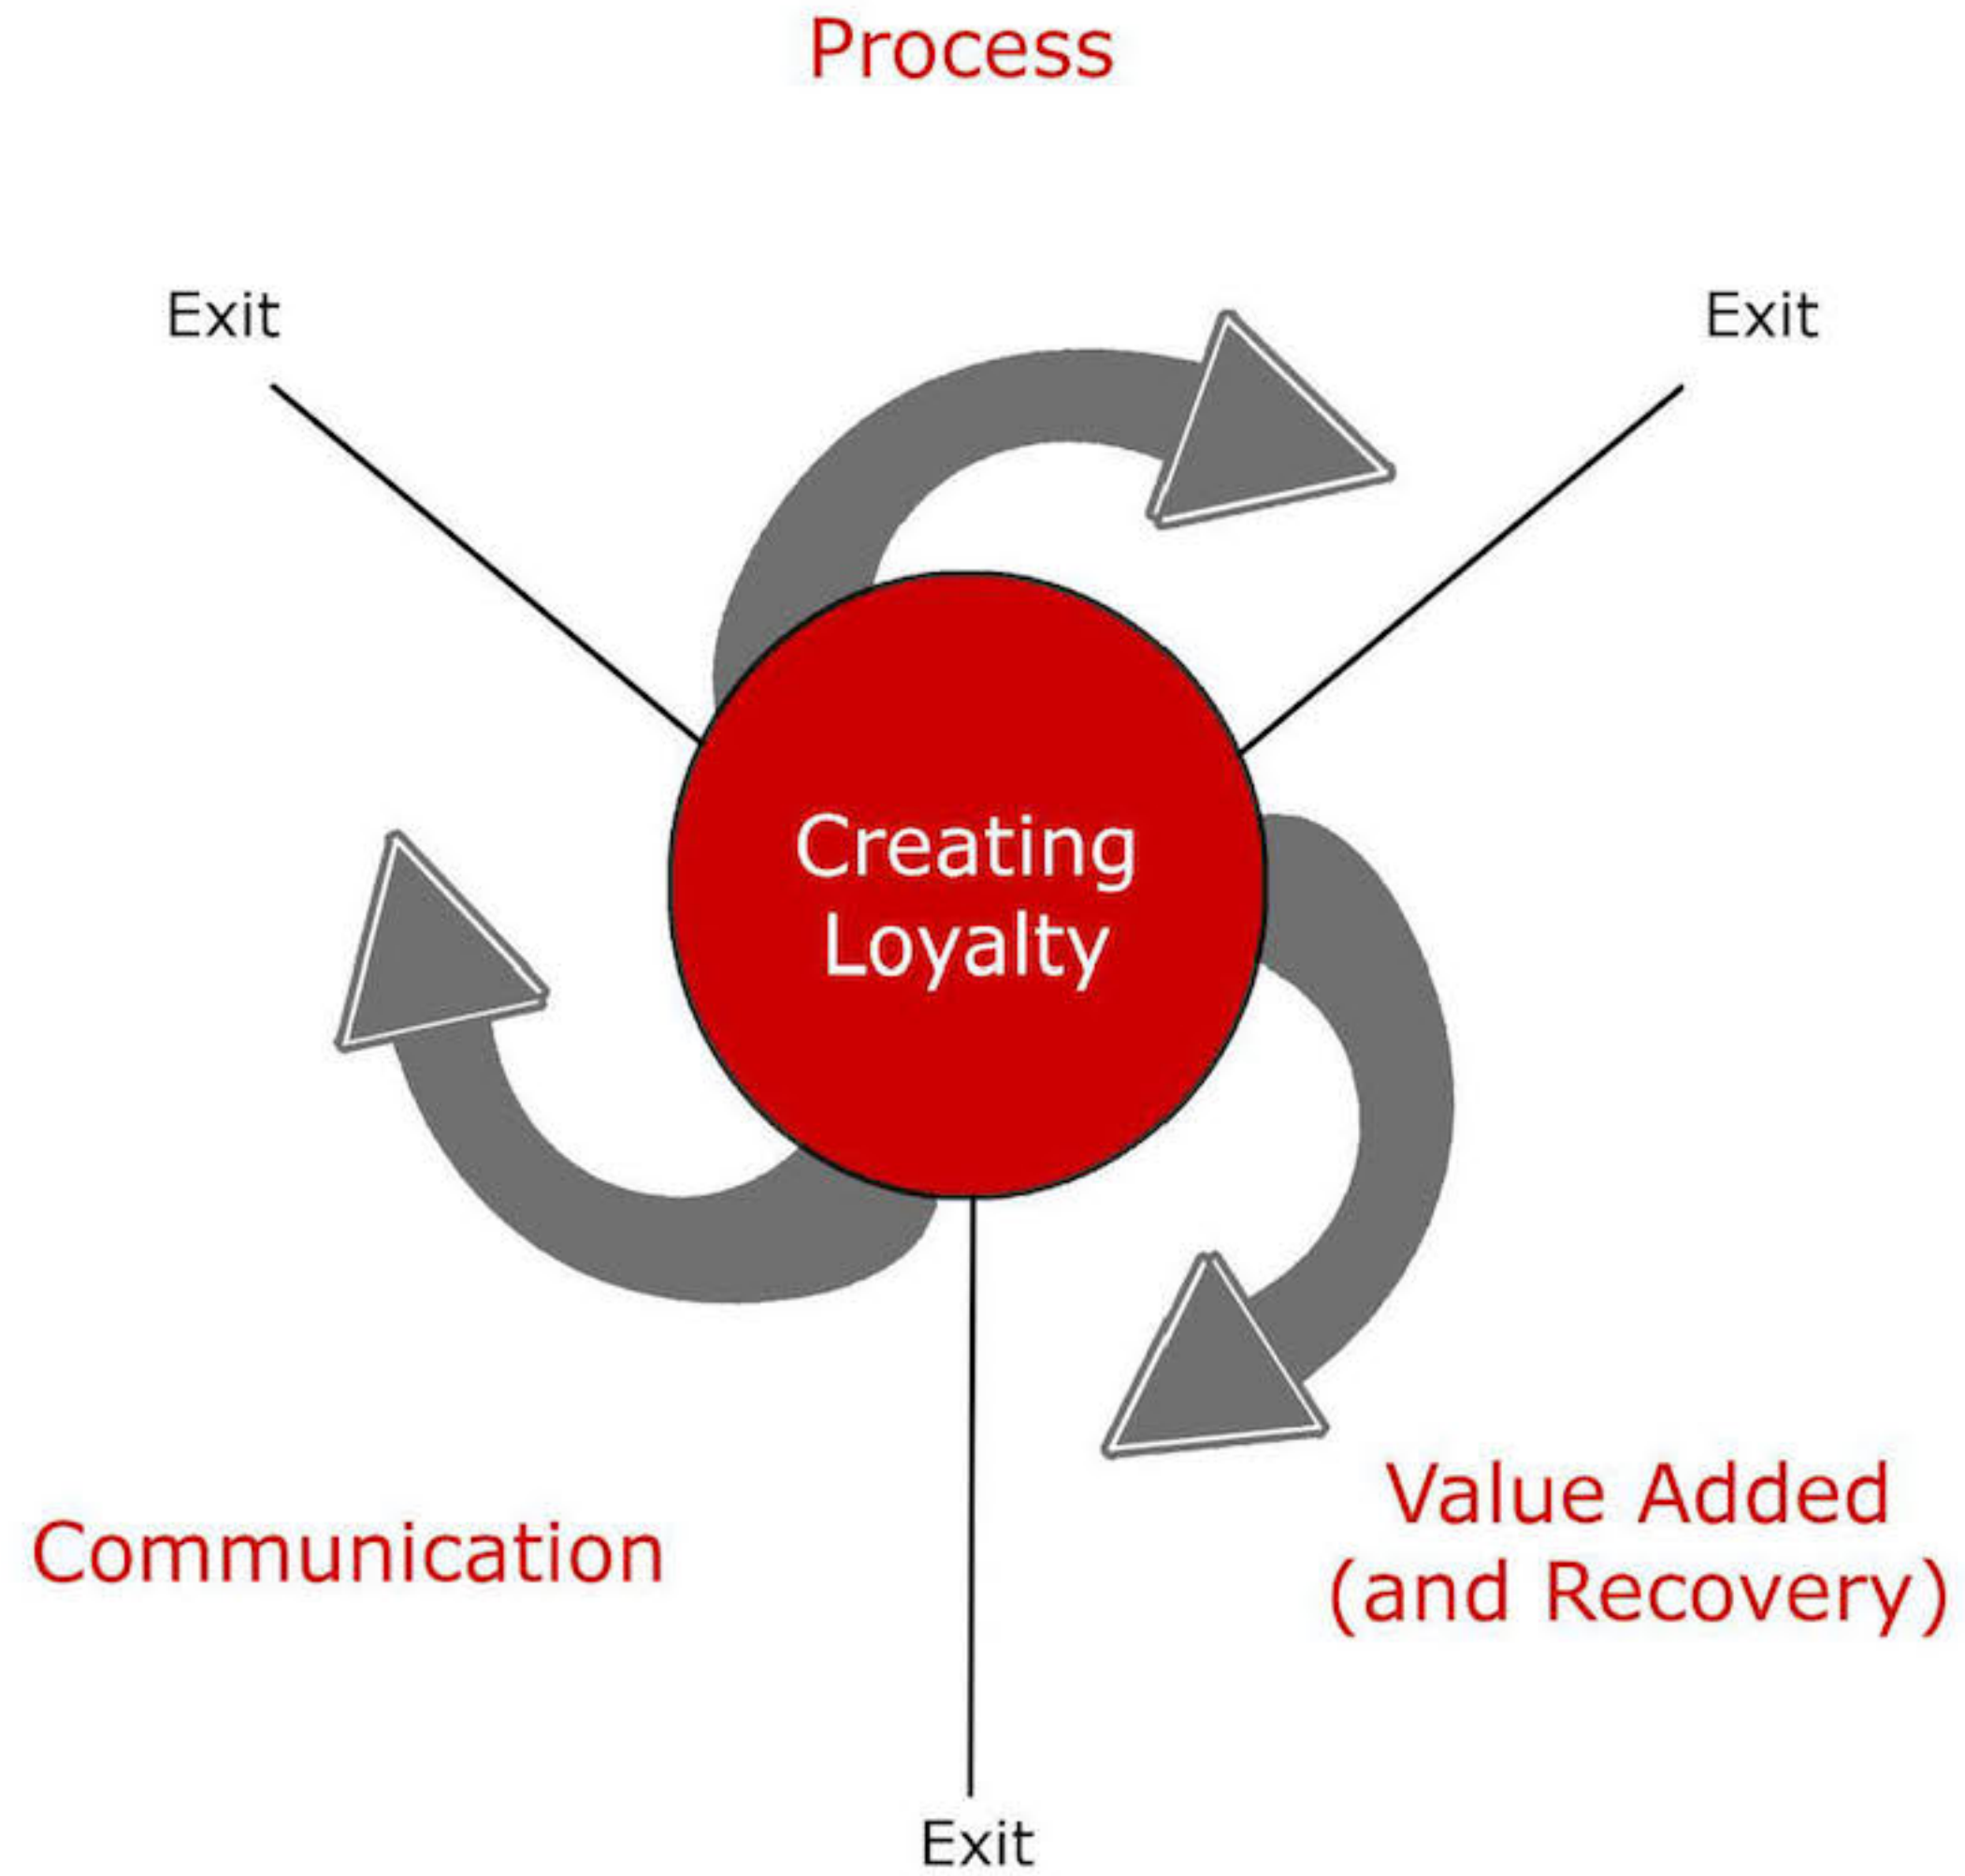 Process
Exit
Exit
Creating
Loyalty
Communication
Value Added
(and Recovery)
Exit